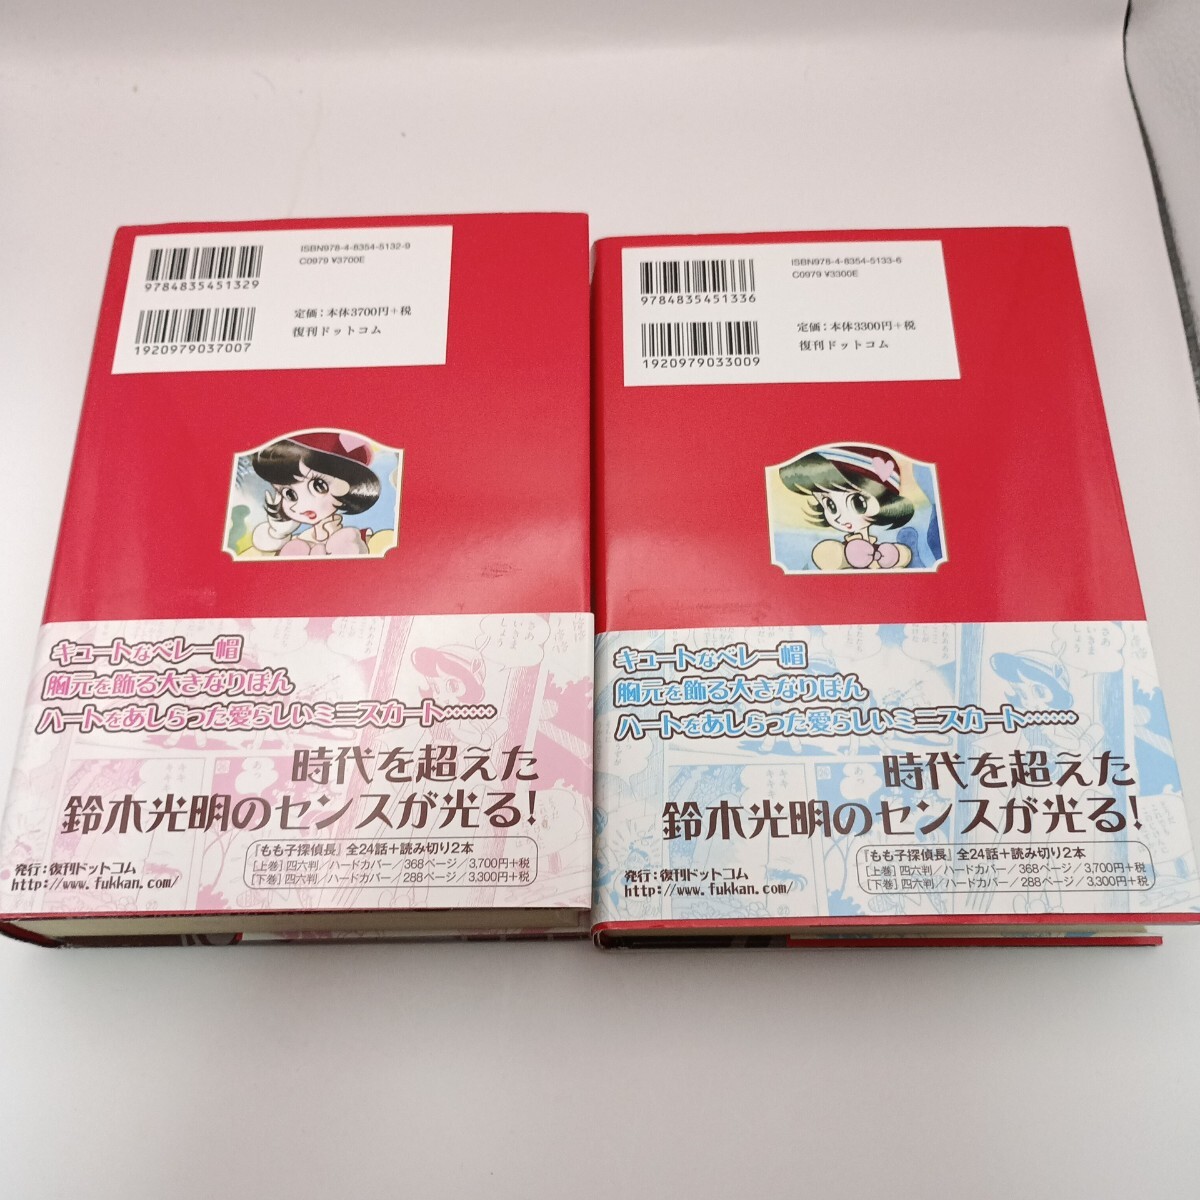 ISBN978-4-8354-5132-9
C0979 ¥3700E
9784835451329
1920979037007
定価：本体3700円＋税
復刊ドットコム
キュートなベレー帽
胸元を飾る大きなりぼん
ハートをあしらった愛らしいミニスカート……
時代を超えた
鈴木光明のセンスが光る!
『もも子探偵長』全24話＋読み切り2本
[上巻]四六判／ハードカバー／368ページ／3,700円+税
[下巻]四六判／ハードカバー／288ページ／3,300円+税
発行：復刊ドットコム
http://www.fukkan.com/
ISBN978-4-8354-5133-6
C0979 ¥3300E
9784835451336
1920979033009
定価：本体3300円＋税
復刊ドットコム
キュートなベレー帽
胸元を飾る大きなりぼん
ハートをあしらった愛らしいミニスカート……
時代を超えた
鈴木光明のセンスが光る!
『もも子探偵長』全24話＋読み切り2本
[上巻]四六判／ハードカバー／368ページ／3,700円+税
[下巻]四六判／ハードカバー／288ページ／3,300円+税
発行：復刊ドットコム
http://www.fukkan.com/